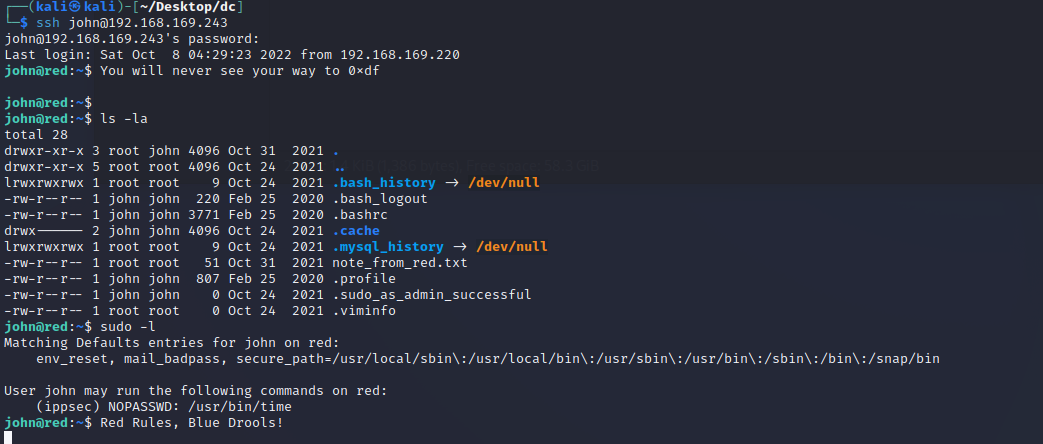 ┌──(kali㉿kali)-[~/Desktop/dc]
└─$ ssh john@192.168.169.243
john@192.168.169.243's password:
Last login: Sat Oct  8 04:29:23 2022 from 192.168.169.220
john@red:~$ You will never see your way to 0×df

john@red:~$
john@red:~$ ls -la
total 28
drwxr-xr-x 3 root john 4096 Oct 31  2021 .
drwxr-xr-x 5 root root 4096 Oct 24  2021 ..
lrwxrwxrwx 1 root root    9 Oct 24  2021 .bash_history → /dev/null
-rw-r--r-- 1 john john  220 Feb 25  2020 .bash_logout
-rw-r--r-- 1 john john 3771 Feb 25  2020 .bashrc
drwx------ 2 john john 4096 Oct 24  2021 .cache
lrwxrwxrwx 1 root root    9 Oct 24  2021 .mysql_history → /dev/null
-rw-r--r-- 1 root root   51 Oct 31  2021 note_from_red.txt
-rw-r--r-- 1 john john  807 Feb 25  2020 .profile
-rw-r--r-- 1 john john    0 Oct 24  2021 .sudo_as_admin_successful
-rw-r--r-- 1 root root    0 Oct 24  2021 .viminfo
john@red:~$ sudo -l
Matching Defaults entries for john on red:
    env_reset, mail_badpass, secure_path=/usr/local/sbin\:/usr/local/bin\:/usr/sbin\:/usr/bin\:/sbin\:/bin\:/snap/bin

User john may run the following commands on red:
    (ippsec) NOPASSWD: /usr/bin/time
john@red:~$ Red Rules, Blue Drools!